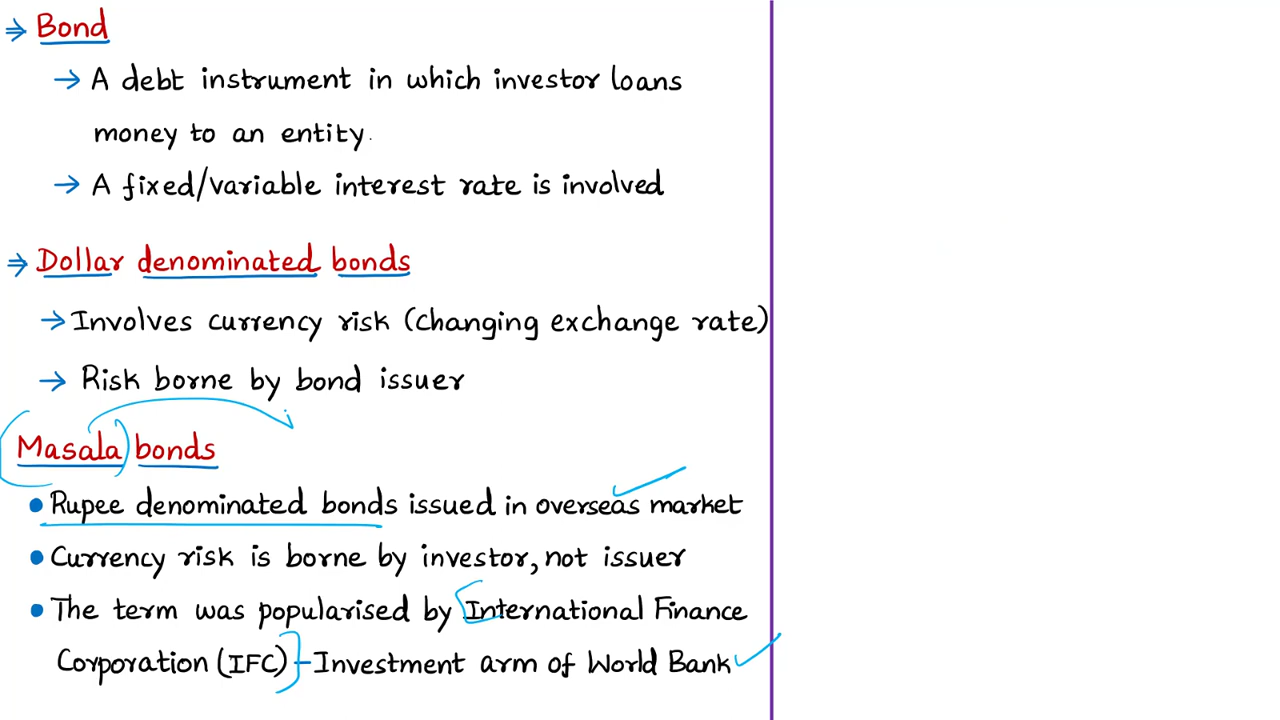 ⇒ Bond
→ A debt instrument in which investor loans
money to an entity.
→ A fixed/variable interest rate is involved
⇒ Dollar denominated bonds
→ Involves currency risk (changing exchange rate)
→ Risk borne by bond issuer
Masala bonds
• Rupee denominated bonds issued in overseas market
• Currency risk is borne by investor, not issuer
• The term was popularised by International Finance
Corporation (IFC) - Investment arm of World Bank